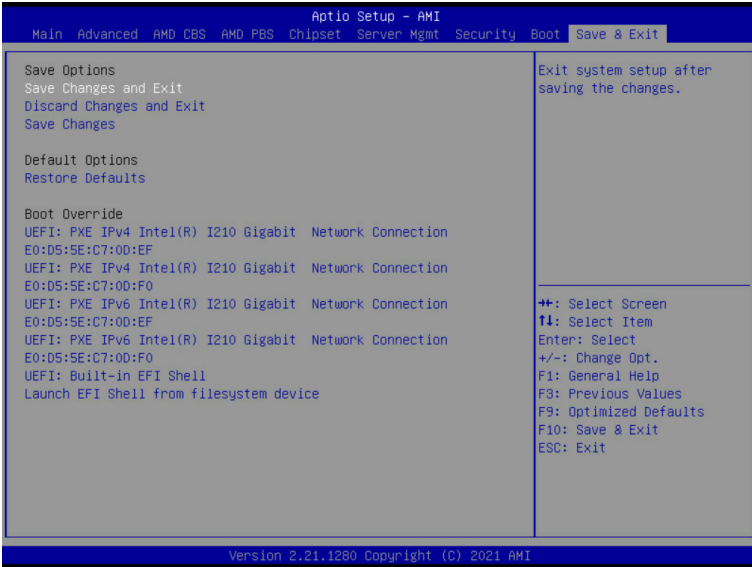 Aptio Setup – AMI
Main Advanced AMD CBS AMD PBS Chipset Server Mgmt Security Boot Save & Exit
Save Options
Save Changes and Exit
Discard Changes and Exit
Save Changes
Default Options
Restore Defaults
Boot Override
UEFI: PXE IPv4 Intel(R) I210 Gigabit  Network Connection
E0:D5:5E:C7:0D:EF
UEFI: PXE IPv4 Intel(R) I210 Gigabit  Network Connection
E0:D5:5E:C7:0D:F0
UEFI: PXE IPv6 Intel(R) I210 Gigabit  Network Connection
E0:D5:5E:C7:0D:EF
UEFI: PXE IPv6 Intel(R) I210 Gigabit  Network Connection
E0:D5:5E:C7:0D:F0
UEFI: Built-in EFI Shell
Launch EFI Shell from filesystem device
Exit system setup after
saving the changes.
→←: Select Screen
↑↓: Select Item
Enter: Select
+/-: Change Opt.
F1: General Help
F3: Previous Values
F9: Optimized Defaults
F10: Save & Exit
ESC: Exit
Version 2.21.1280 Copyright (C) 2021 AMI